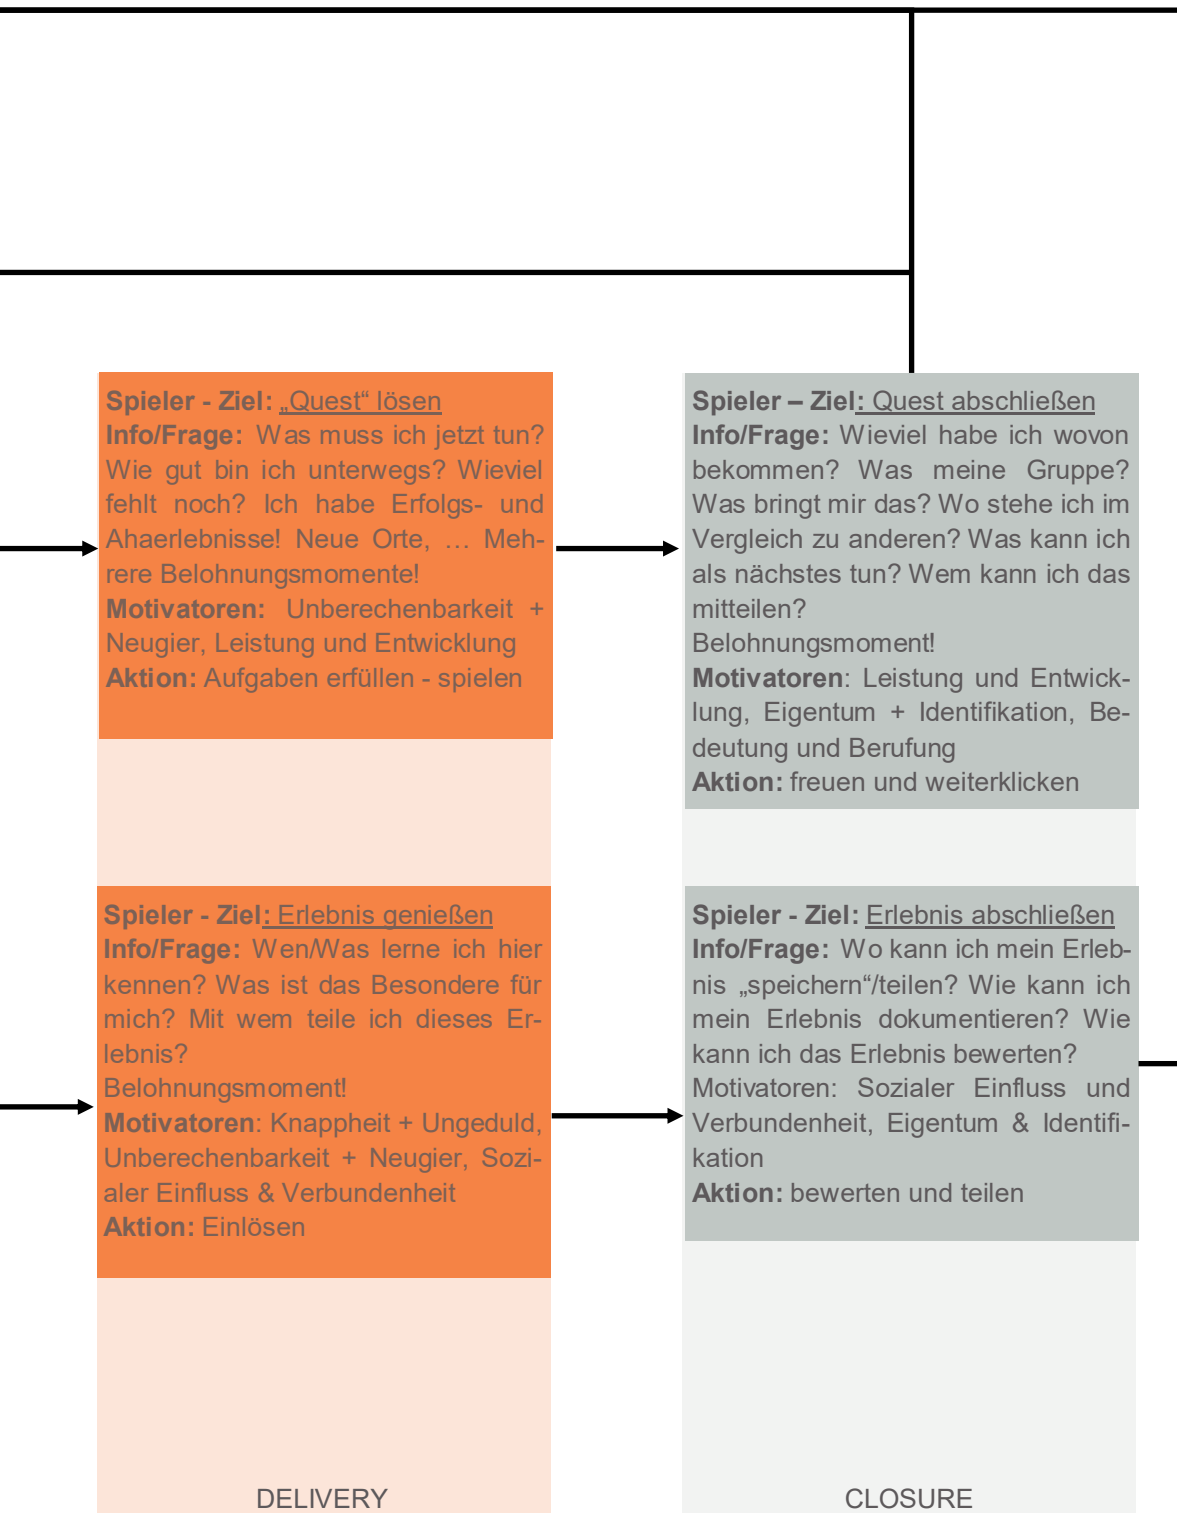 Spieler - Ziel: „Quest“ lösen
Info/Frage: Was muss ich jetzt tun?
Wie gut bin ich unterwegs? Wieviel
fehlt noch? Ich habe Erfolgs- und
Ahaerlebnisse! Neue Orte, … Meh-
rere Belohnungsmomente!
Motivatoren: Unberechenbarkeit +
Neugier, Leistung und Entwicklung
Aktion: Aufgaben erfüllen - spielen
Spieler – Ziel: Quest abschließen
Info/Frage: Wieviel habe ich wovon
bekommen? Was meine Gruppe?
Was bringt mir das? Wo stehe ich im
Vergleich zu anderen? Was kann ich
als nächstes tun? Wem kann ich das
mitteilen?
Belohnungsmoment!
Motivatoren: Leistung und Entwick-
lung, Eigentum + Identifikation, Be-
deutung und Berufung
Aktion: freuen und weiterklicken
Spieler - Ziel: Erlebnis genießen
Info/Frage: Wen/Was lerne ich hier
kennen? Was ist das Besondere für
mich? Mit wem teile ich dieses Er-
lebnis?
Belohnungsmoment!
Motivatoren: Knappheit + Ungeduld,
Unberechenbarkeit + Neugier, Sozi-
aler Einfluss & Verbundenheit
Aktion: Einlösen
Spieler - Ziel: Erlebnis abschließen
Info/Frage: Wo kann ich mein Erleb-
nis „speichern“/teilen? Wie kann ich
mein Erlebnis dokumentieren? Wie
kann ich das Erlebnis bewerten?
Motivatoren: Sozialer Einfluss und
Verbundenheit, Eigentum & Identifi-
kation
Aktion: bewerten und teilen
DELIVERY
CLOSURE